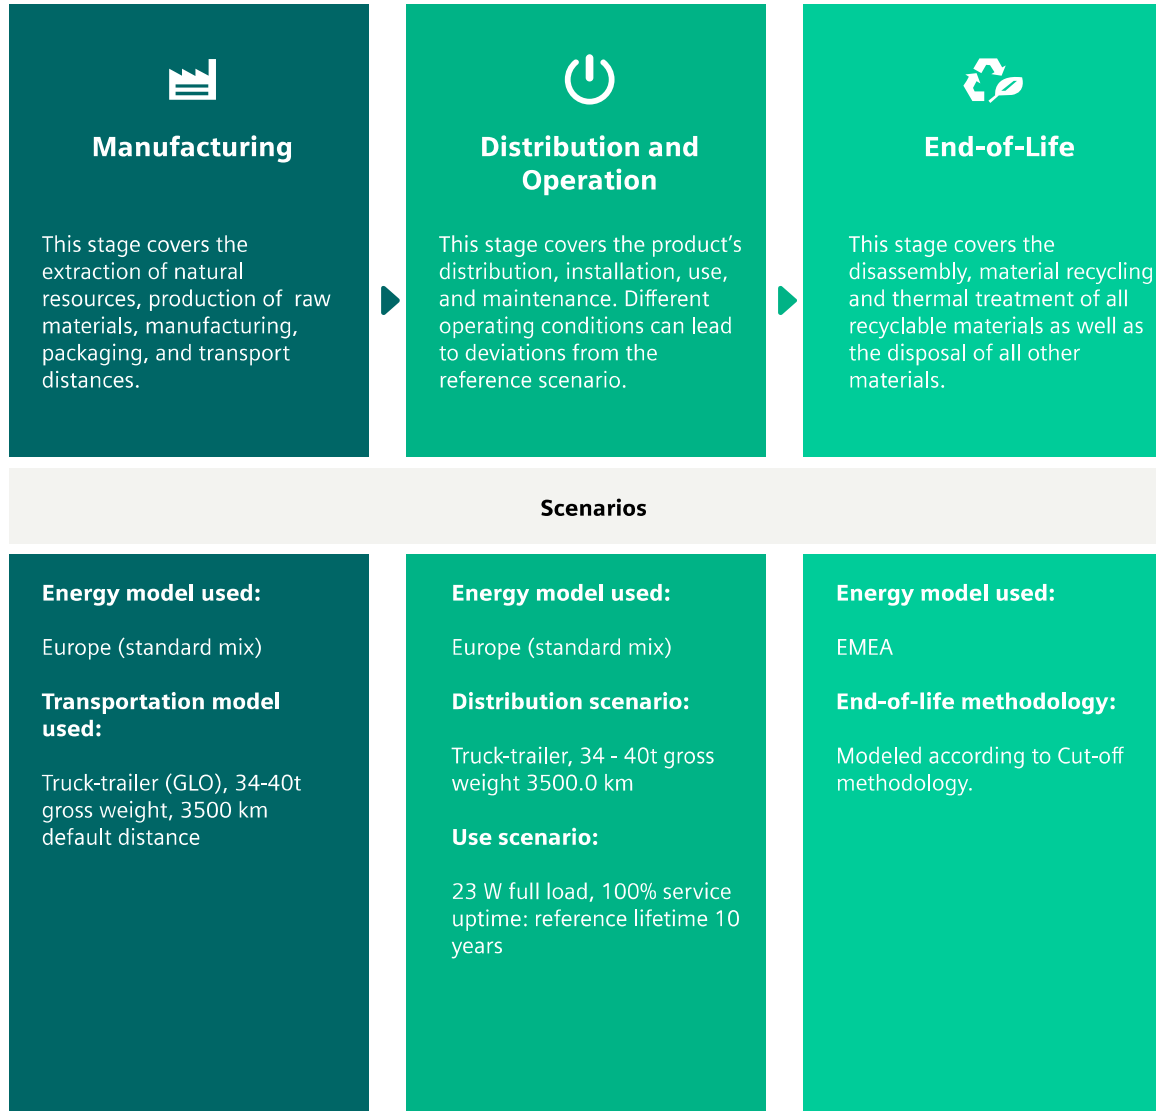 Manufacturing
This stage covers the
extraction of natural
resources, production of  raw
materials, manufacturing,
packaging, and transport
distances.
Distribution and
Operation
This stage covers the product’s
distribution, installation, use,
and maintenance. Different
operating conditions can lead
to deviations from the
reference scenario.
End-of-Life
This stage covers the
disassembly, material recycling
and thermal treatment of all
recyclable materials as well as
the disposal of all other
materials.
Scenarios
Energy model used:
Europe (standard mix)
Transportation model
used:
Truck-trailer (GLO), 34-40t
gross weight, 3500 km
default distance
Energy model used:
Europe (standard mix)
Distribution scenario:
Truck-trailer, 34 - 40t gross
weight 3500.0 km
Use scenario:
23 W full load, 100% service
uptime: reference lifetime 10
years
Energy model used:
EMEA
End-of-life methodology:
Modeled according to Cut-off
methodology.